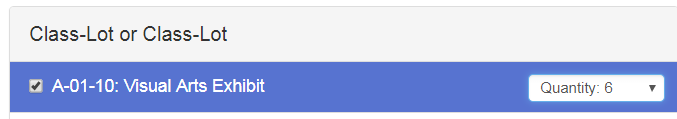 Class-Lot or Class-Lot
A-01-10: Visual Arts Exhibit Quantity: 6